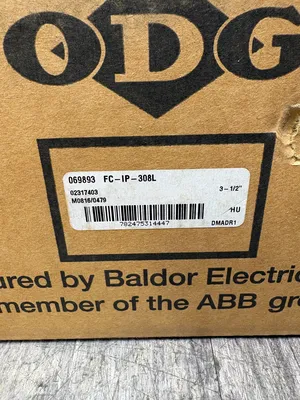 ODG
069893 FC-IP-308L
02317403 3-1/2"
M0816/0479
HU
782475314447 DMADR1
ured by Baldor Electric
member of the ABB gr